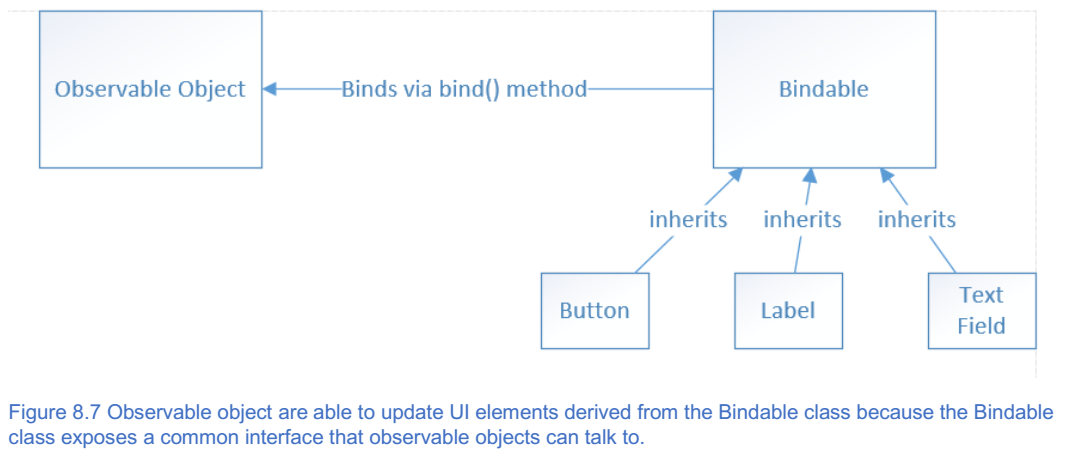 Observable Object
Binds via bind() method
Bindable
inherits
inherits
inherits
Button
Label
Text
Field
Figure 8.7 Observable object are able to update UI elements derived from the Bindable class because the Bindable
class exposes a common interface that observable objects can talk to.